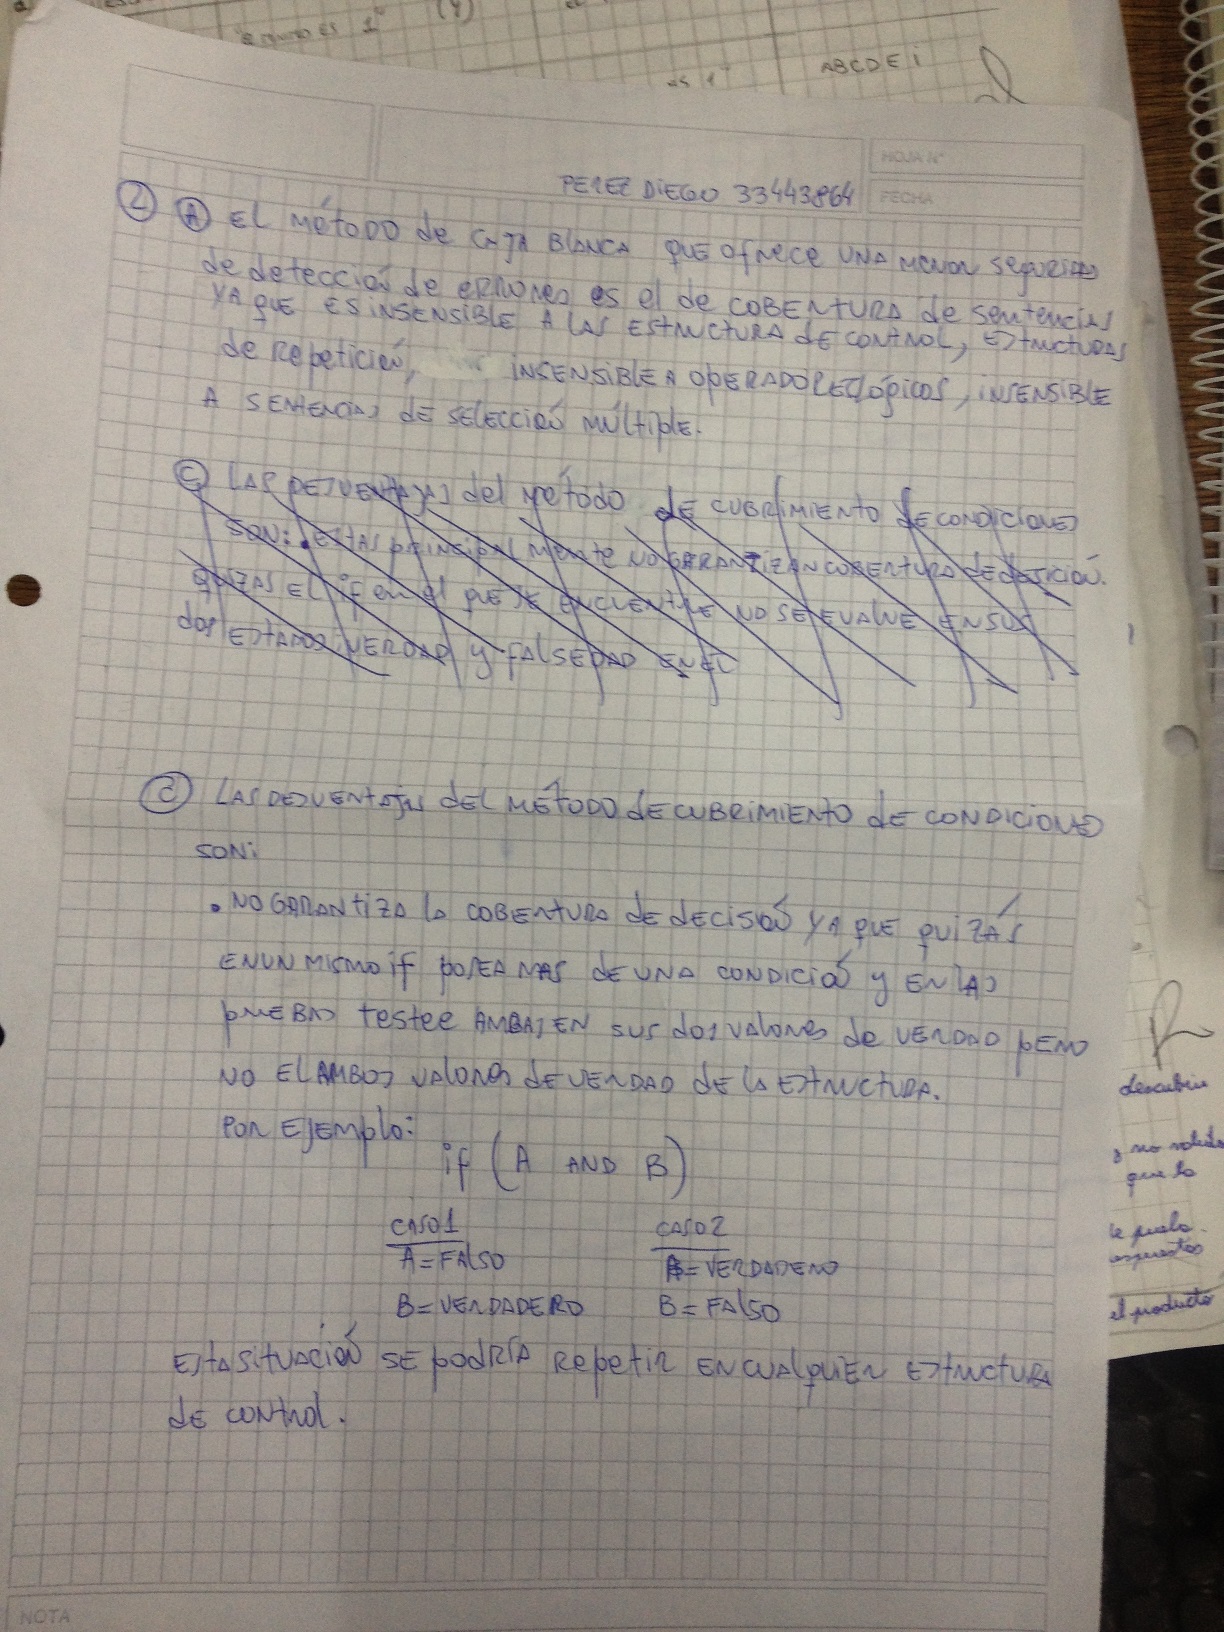 e mismo es 1°
(4)
ABCDE i
es 1°
HOJA N°
PEREZ DIEGO 33443864
FECHA
2 A EL MÉTODO de CAJA BLANCA QUE OFRECE UNA MENOR SEGURIDAD
de detección de errores es el de COBERTURA de sentencias
YA QUE ES INSENSIBLE A LAS ESTRUCTURA DE CONTROL, ESTRUCTURAS
de repetición, INSENSIBLE A OPERADORES lógicos, INSENSIBLE
A SENTENCIAS DE SELECCIÓN MÚLTIPLE.
C LAS DESVENTAJAS del método DE CUBRIMIENTO de CONDICIONES
SON: ESTAS principalmente NO GARANTIZAN COBERTURA DE DECISIÓN.
QUIZAS EL if en el que se ENCUENTRE NO SE EVALUE EN SUS
dos ESTADOS, VERDAD y FALSEDAD EN EL
C LAS DESVENTAJAS DEL MÉTODO DE CUBRIMIENTO de CONDICIONES
SON:
. NO GARANTIZA la COBERTURA de decisión YA QUE QUIZÁS
EN UN MISMO if POSEA MAS DE UNA CONDICIÓN y EN LAS
PRUEBAS testee AMBAS EN SUS dos valores de VERDAD pero
NO EL AMBOS valores de VERDAD de la ESTRUCTURA.
POR EJEMPLO:
if (A AND B)
CASO 1 CASO 2
A = FALSO A = VERDADERO
B = VERDADERO B = FALSO
ESTA SITUACIÓN SE PODRÍA REPETIR EN CUALQUIER ESTRUCTURA
DE CONTROL.
descubrir
que lo
el producto
NOTA